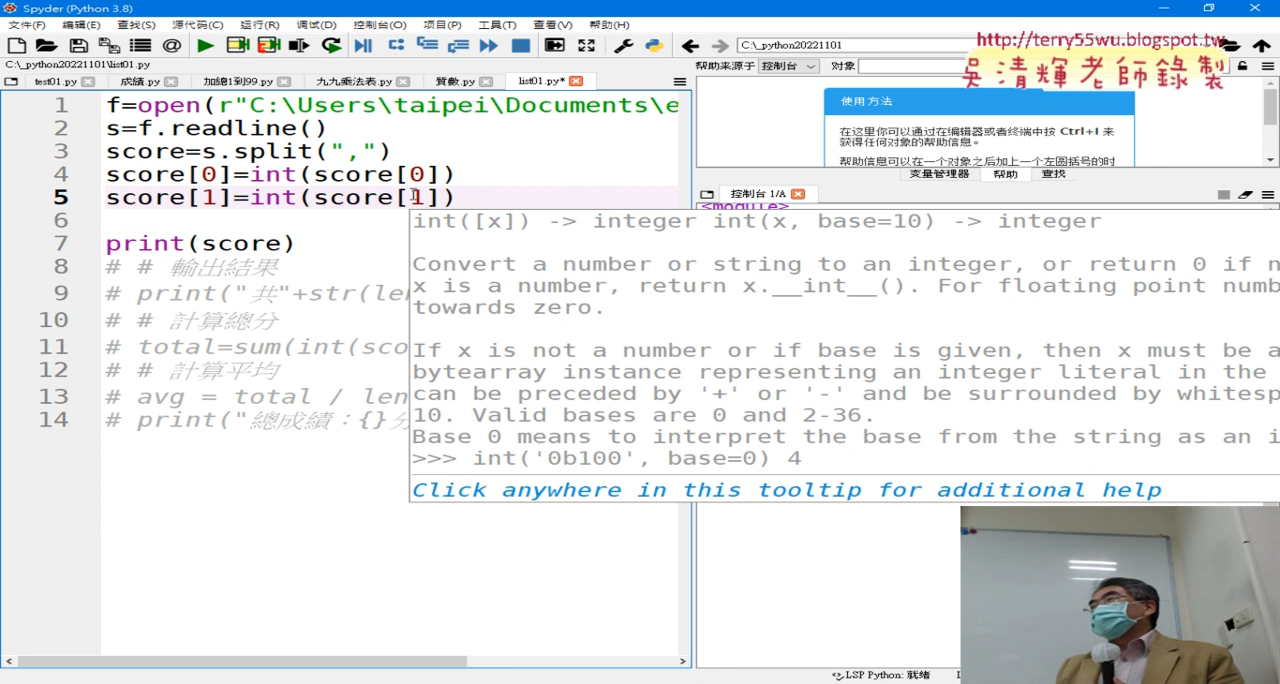 Spyder (Python 3.8)
文件(F) 编辑(E) 查找(S) 源代码(C) 运行(R) 调试(D) 控制台(O) 项目(P) 工具(T) 查看(V) 帮助(H)
C:\_python20221101
http://terry55wu.blogspot.tw
吳清輝老師錄製
C:\_python20221101\list01.py
帮助来源于 控制台 对象
test01.py 成績.py 加總1到99.py 九九乘法表.py 質數.py list01.py*
使用方法
在这里你可以通过在编辑器或者终端中按 Ctrl+I 来
获得任何对象的帮助信息。
帮助信息可以在一个对象之后加上一个左圆括号的时
变量管理器 帮助 查找
控制台 1/A
<module>
1 f=open(r"C:\Users\taipei\Documents\e
2 s=f.readline()
3 score=s.split(",")
4 score[0]=int(score[0])
5 score[1]=int(score[1])
6
7 print(score)
8 # # 輸出結果
9 # print("共"+str(le
10 # # 計算總分
11 # total=sum(int(sco
12 # # 計算平均
13 # avg = total / len
14 # print("總成績：{}分
int([x]) -> integer int(x, base=10) -> integer
Convert a number or string to an integer, or return 0 if n
x is a number, return x.__int__(). For floating point numb
towards zero.
If x is not a number or if base is given, then x must be a
bytearray instance representing an integer literal in the
can be preceded by '+' or '-' and be surrounded by whitesp
10. Valid bases are 0 and 2-36.
Base 0 means to interpret the base from the string as an i
>>> int('0b100', base=0) 4
Click anywhere in this tooltip for additional help
LSP Python: 就绪